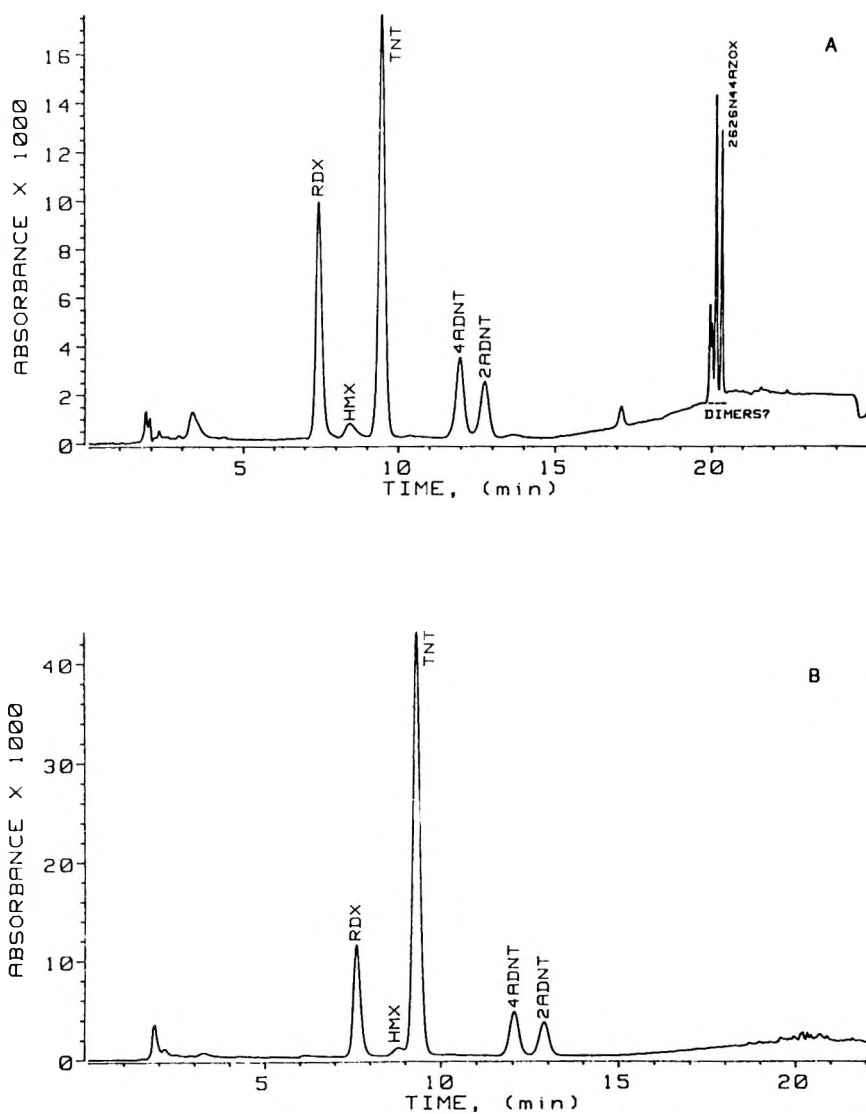 A
ABSORBANCE X 1000
16
14
12
10
8
6
4
2
0
RDX
HMX
TNT
4ADNT
2ADNT
2626N44AZOX
DIMERS?
5
10
15
20
TIME, (min)
B
ABSORBANCE X 1000
40
30
20
10
0
RDX
HMX
TNT
4ADNT
2ADNT
5
10
15
20
TIME, (min)